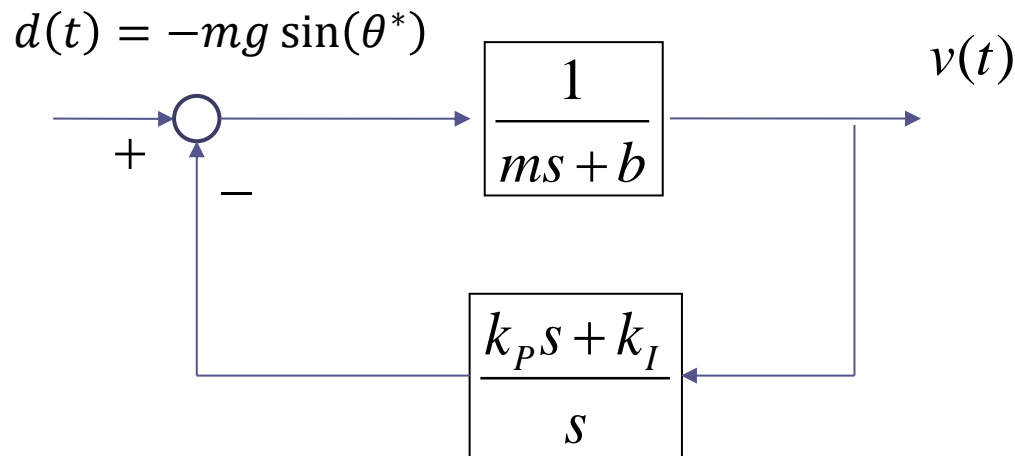 d(t) = −mg sin(θ*)
v(t)
1
ms + b
+
−
k_P s + k_I
s